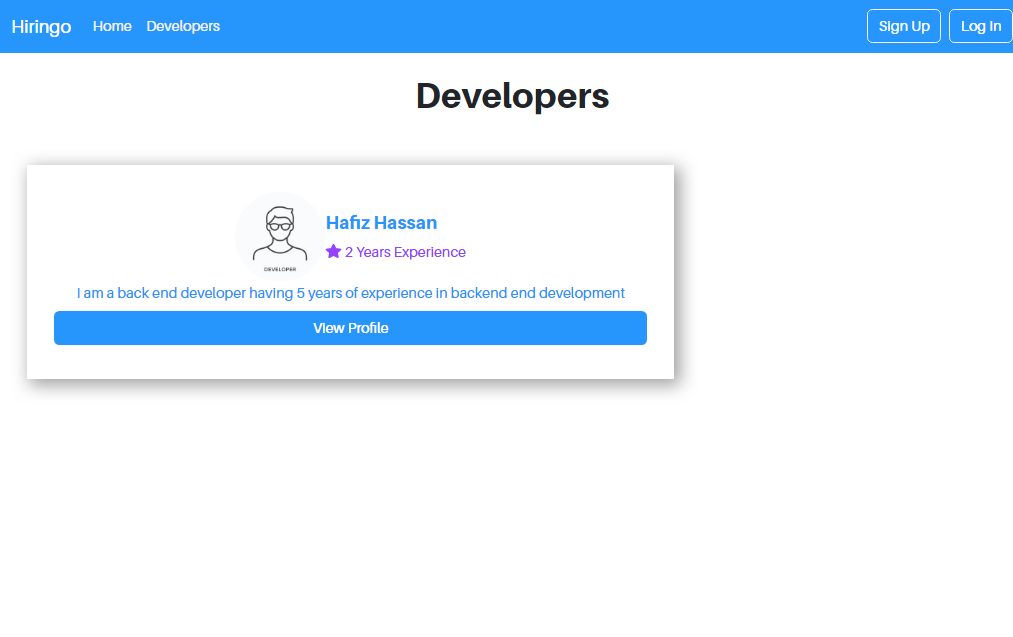 Hiringo Home Developers Sign Up Log In
Developers
DEVELOPER
Hafiz Hassan
2 Years Experience
I am a back end developer having 5 years of experience in backend end development
View Profile